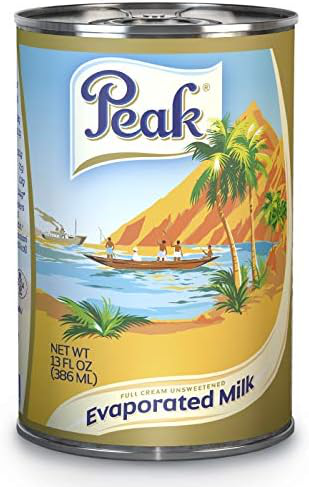 Peak®
NET WT
13 FL OZ
(386 ML)
FULL CREAM UNSWEETENED
Evaporated Milk